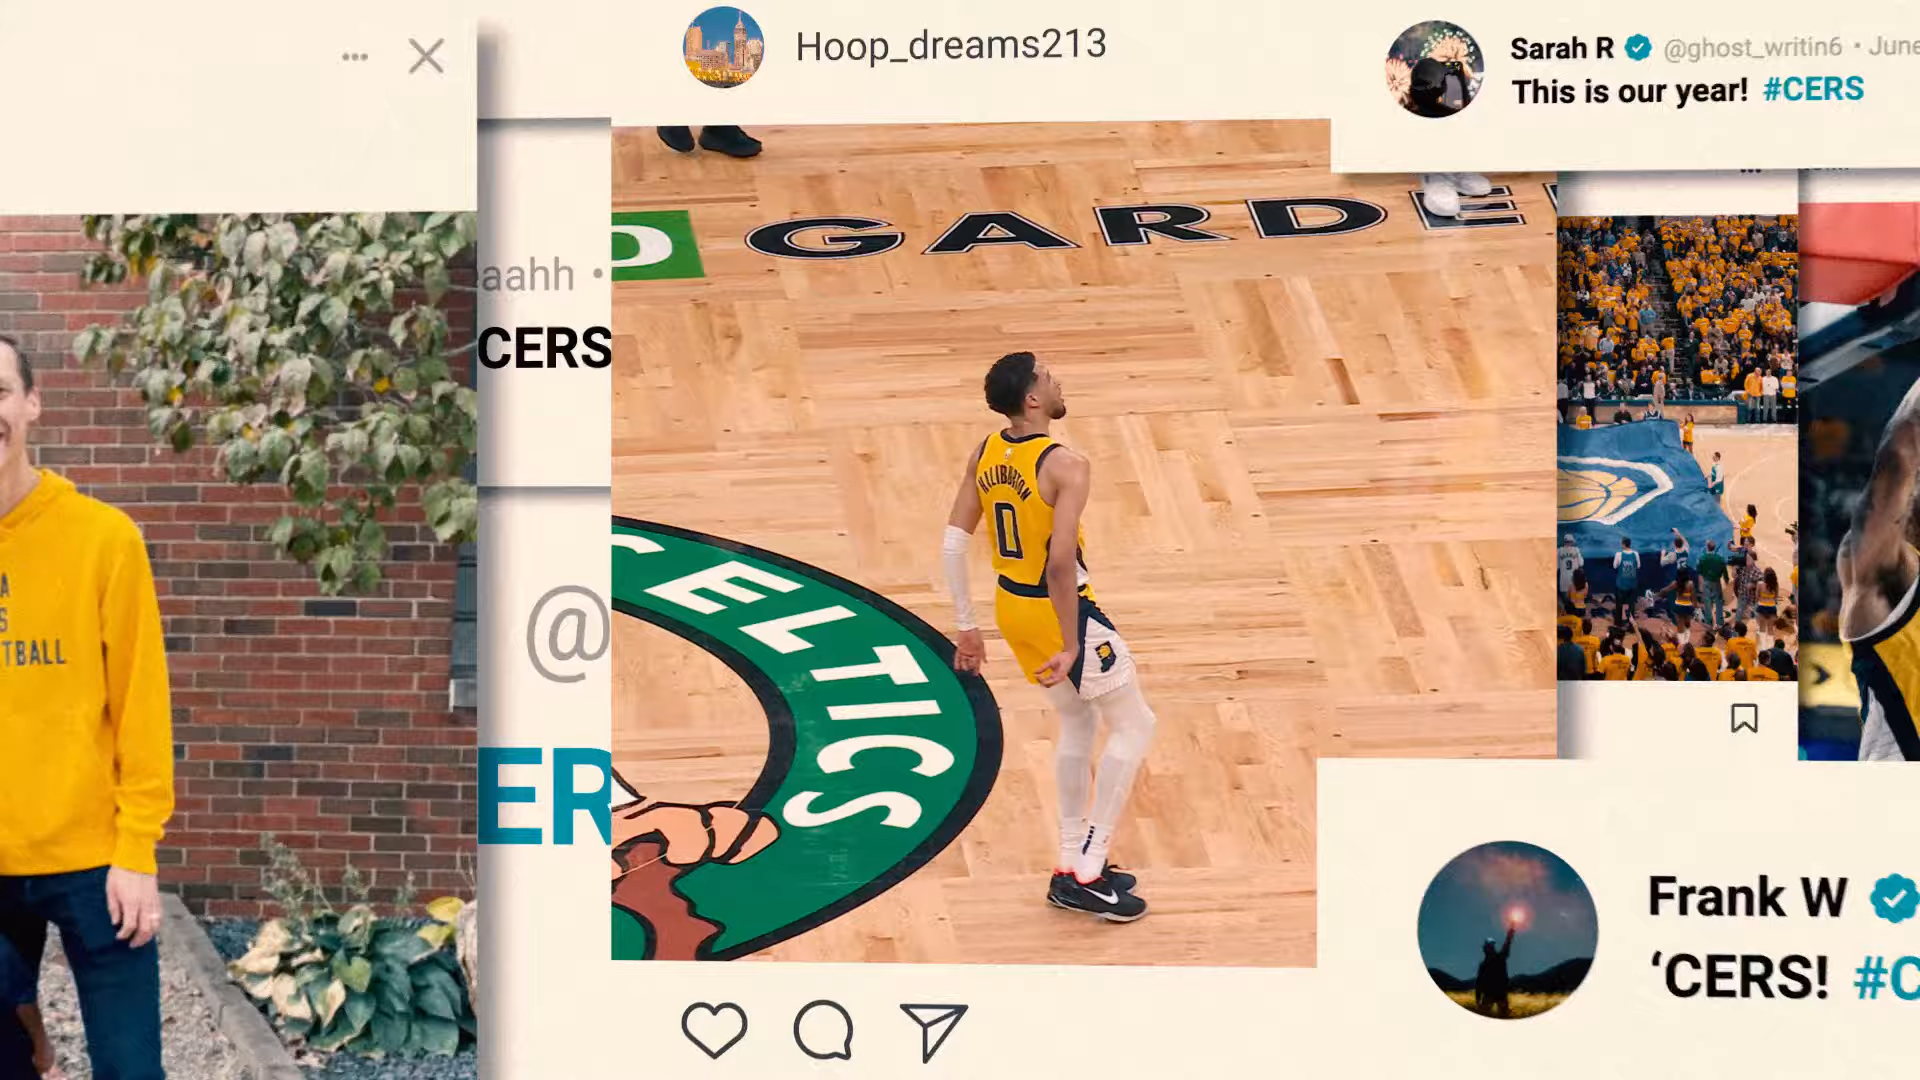 Hoop_dreams213
Sarah R @ghost_writin6 • June
This is our year! #CERS
GARDE
aahh •
CERS
HALIBURTON
0
CELTICS
TBALL
@
ER
Frank W
‘CERS! #C